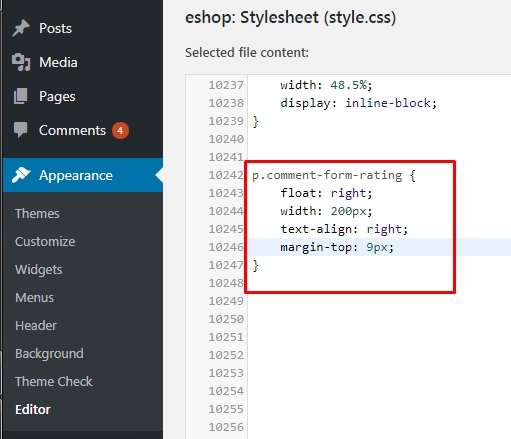 Posts
Media
Pages
Comments 4
Appearance
Themes
Customize
Widgets
Menus
Header
Background
Theme Check
Editor
eshop: Stylesheet (style.css)
Selected file content:
10237 width: 48.5%;
10238 display: inline-block;
10239 }
10240
10241
10242 p.comment-form-rating {
10243 float: right;
10244 width: 200px;
10245 text-align: right;
10246 margin-top: 9px;
10247 }
10248
10249
10250
10251
10252
10253
10254
10255
10256